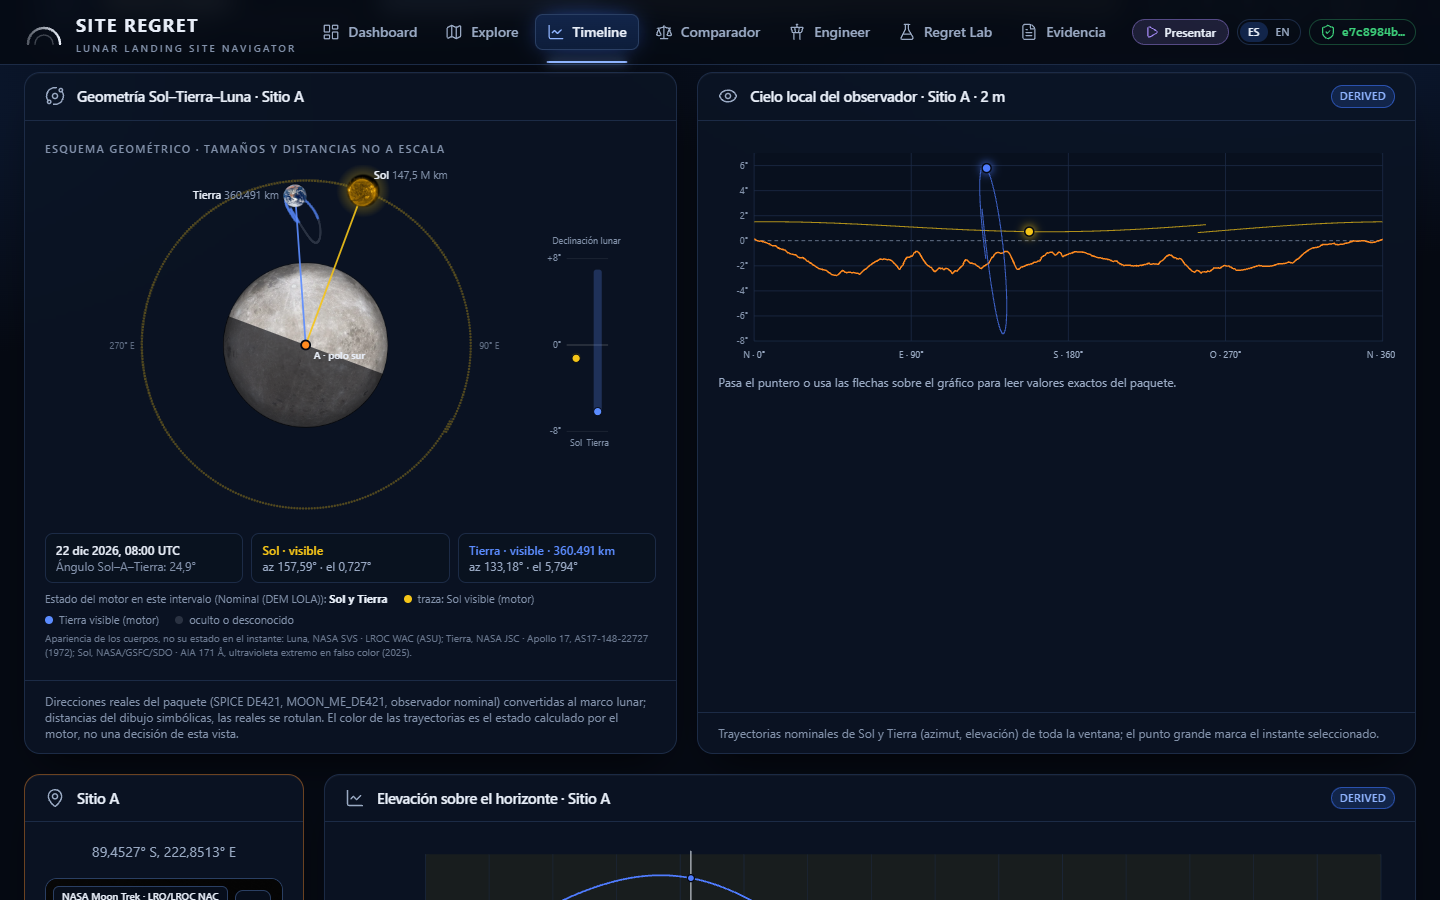 SITE REGRET
LUNAR LANDING SITE NAVIGATOR
Dashboard
Explore
Timeline
Comparador
Engineer
Regret Lab
Evidencia
Presentar
ES EN
e7c8984b…
Geometría Sol–Tierra–Luna · Sitio A
ESQUEMA GEOMÉTRICO · TAMAÑOS Y DISTANCIAS NO A ESCALA
Sol 147,5 M km
Tierra 360.491 km
270° E
90° E
A · polo sur
Declinación lunar
+8°
0°
-8°
Sol Tierra
22 dic 2026, 08:00 UTC
Ángulo Sol–A–Tierra: 24,9°
Sol · visible
az 157,59° · el 0,727°
Tierra · visible · 360.491 km
az 133,18° · el 5,794°
Estado del motor en este intervalo (Nominal (DEM LOLA)): Sol y Tierra
traza: Sol visible (motor)
Tierra visible (motor)
oculto o desconocido
Apariencia de los cuerpos, no su estado en el instante: Luna, NASA SVS · LROC WAC (ASU); Tierra, NASA JSC · Apollo 17, AS17-148-22727
(1972); Sol, NASA/GSFC/SDO · AIA 171 Å, ultravioleta extremo en falso color (2025).
Direcciones reales del paquete (SPICE DE421, MOON_ME_DE421, observador nominal) convertidas al marco lunar;
distancias del dibujo simbólicas, las reales se rotulan. El color de las trayectorias es el estado calculado por el
motor, no una decisión de esta vista.
Cielo local del observador · Sitio A · 2 m
DERIVED
6°
4°
2°
0°
-2°
-4°
-6°
-8°
N · 0°
E · 90°
S · 180°
O · 270°
N · 360
Pasa el puntero o usa las flechas sobre el gráfico para leer valores exactos del paquete.
Trayectorias nominales de Sol y Tierra (azimut, elevación) de toda la ventana; el punto grande marca el instante seleccionado.
Sitio A
89,4527° S, 222,8513° E
NASA Moon Trek · LRO/LROC NAC
Elevación sobre el horizonte · Sitio A
DERIVED